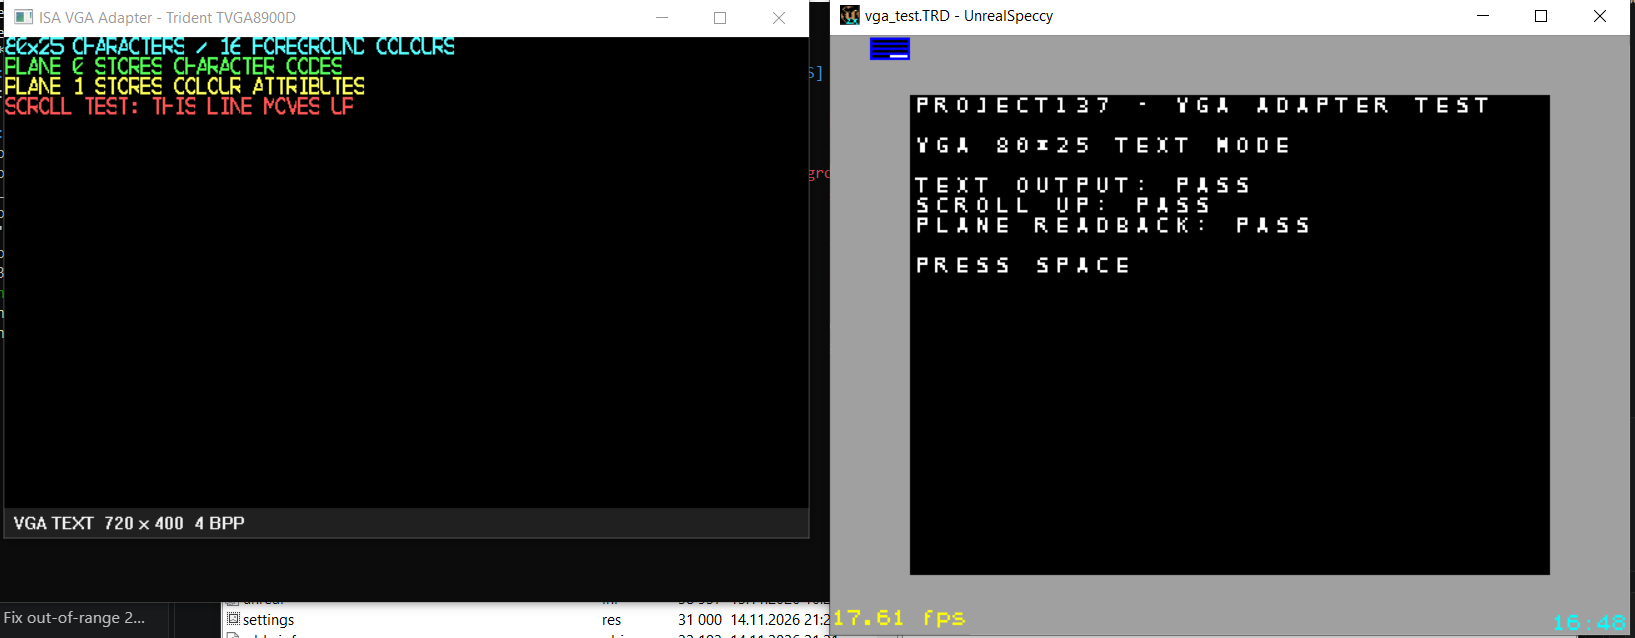 ISA VGA Adapter - Trident TVGA8900D
80x25 CHARACTERS / 16 FOREGROUND COLOURS
PLANE 0 STORES CHARACTER CODES
PLANE 1 STORES COLOUR ATTRIBUTES
SCROLL TEST: THIS LINE MOVES UP
VGA TEXT 720 x 400 4 BPP
S]
gro
vga_test.TRD - UnrealSpeccy
PROJECT137 - VGA ADAPTER TEST
VGA 80x25 TEXT MODE
TEXT OUTPUT: PASS
SCROLL UP: PASS
PLANE READBACK: PASS
PRESS SPACE
17.61 fps
16:48
Fix out-of-range 2...
settings res 31 000 14.11.2026 21:2